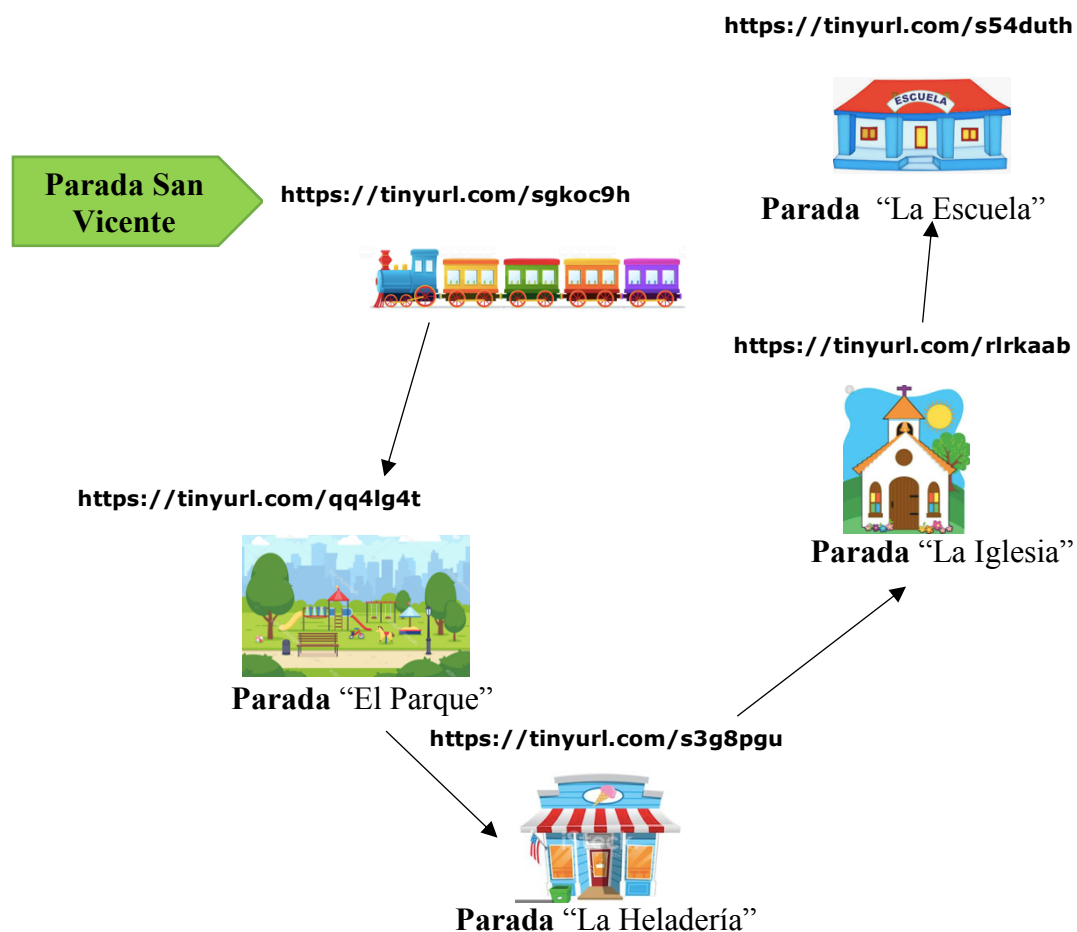 https://tinyurl.com/s54duth
ESCUELA
Parada “La Escuela”
Parada San
Vicente
https://tinyurl.com/sgkoc9h
https://tinyurl.com/rlrkaab
Parada “La Iglesia”
https://tinyurl.com/qq4lg4t
Parada “El Parque”
https://tinyurl.com/s3g8pgu
Parada “La Heladería”